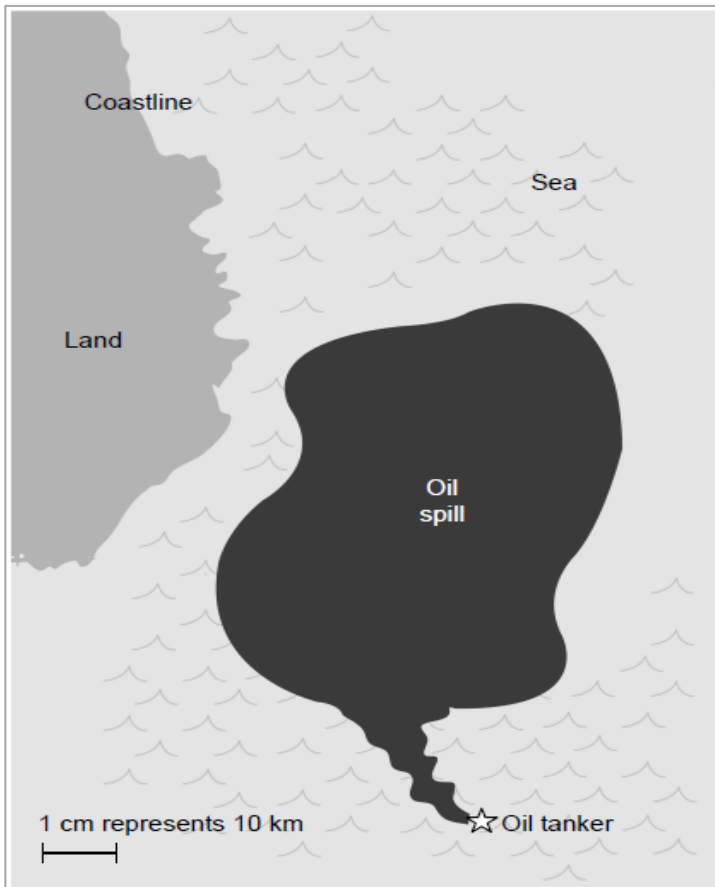 Coastline
Sea
Land
Oil
spill
1 cm represents 10 km
Oil tanker